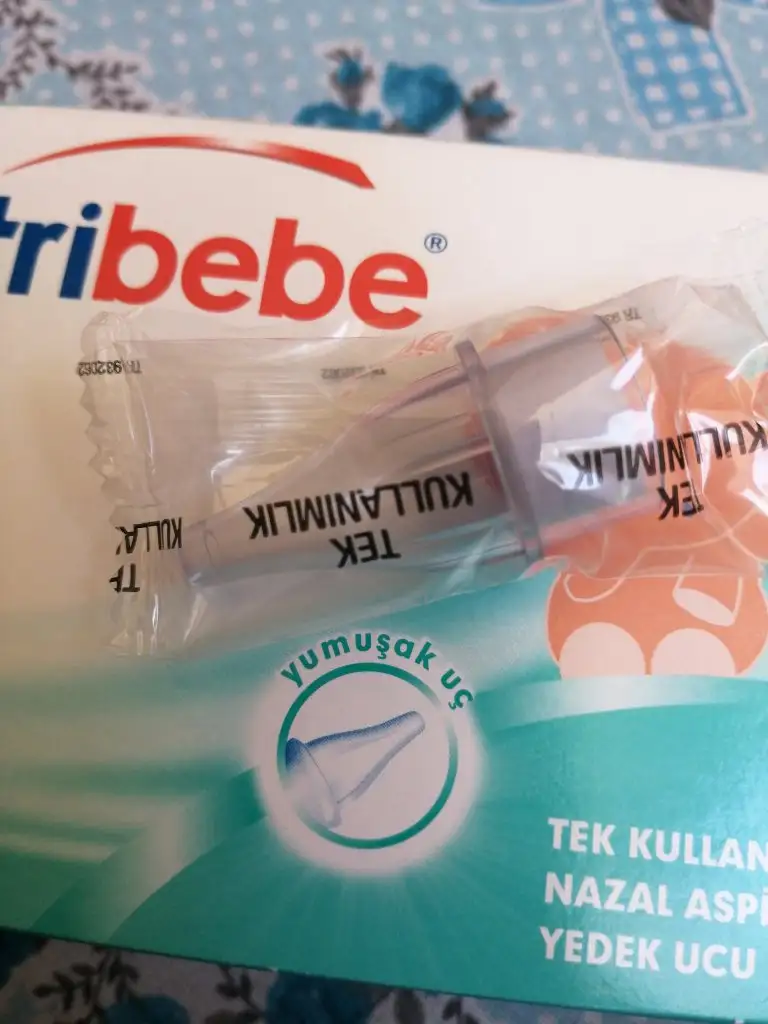 tribebe®
TEK
KULLANIMLIK
TEK
KULLANIMLIK
yumuşak uç
TEK KULLAN
NAZAL ASPİ
YEDEK UCU